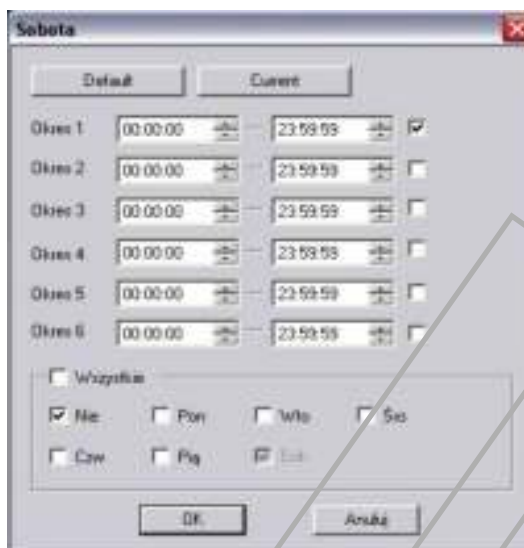 Sobota
Default Current
Okres 1 00:00:00 23:59:59
Okres 2 00:00:00 23:59:59
Okres 3 00:00:00 23:59:59
Okres 4 00:00:00 23:59:59
Okres 5 00:00:00 23:59:59
Okres 6 00:00:00 23:59:59
Wszystkie
Nie Pon Wto Śro
Czw Pią Sob
OK Anuluj